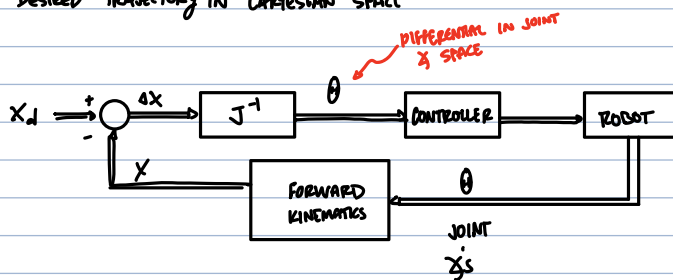 DESIRED TRAJECTORY IN CARTESIAN SPACE
DIFFERENTIAL IN JOINT
∡ SPACE
Xd
+
-
ΔX
J⁻¹
θ
CONTROLLER
ROBOT
X
FORWARD
KINEMATICS
θ
JOINT
∡'s